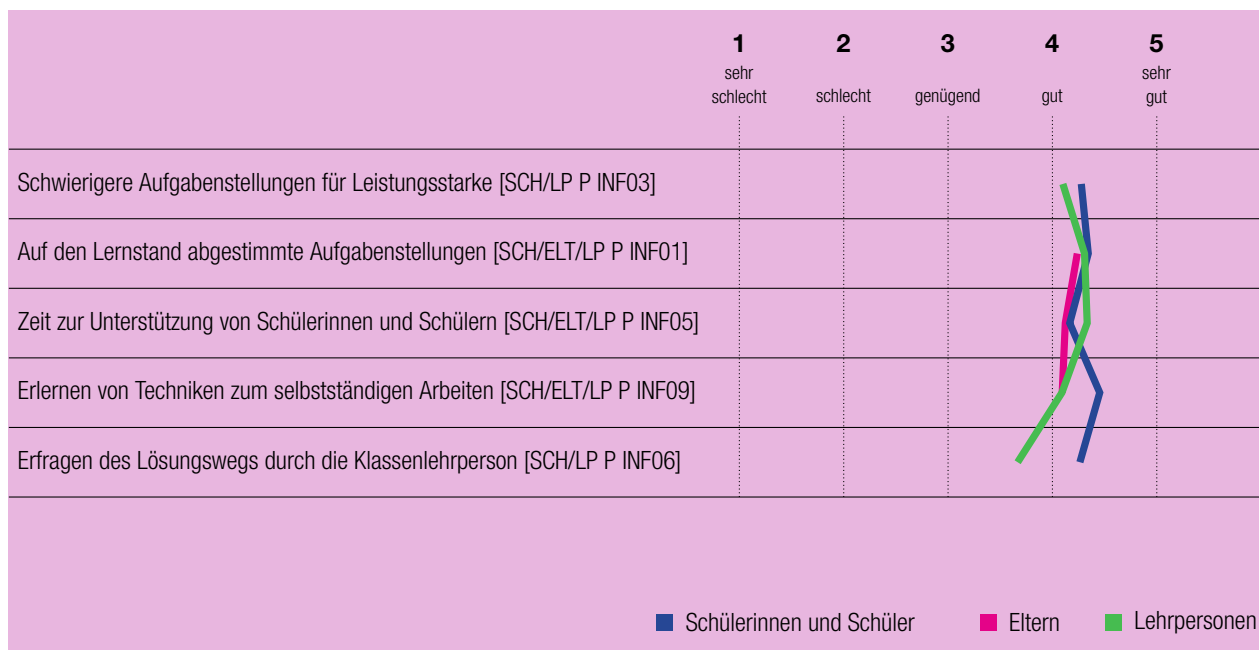 1 2 3 4 5
sehr schlecht schlecht genügend gut sehr gut
Schwierigere Aufgabenstellungen für Leistungsstarke [SCH/LP P INF03]
Auf den Lernstand abgestimmte Aufgabenstellungen [SCH/ELT/LP P INF01]
Zeit zur Unterstützung von Schülerinnen und Schülern [SCH/ELT/LP P INF05]
Erlernen von Techniken zum selbstständigen Arbeiten [SCH/ELT/LP P INF09]
Erfragen des Lösungswegs durch die Klassenlehrperson [SCH/LP P INF06]
Schülerinnen und Schüler Eltern Lehrpersonen